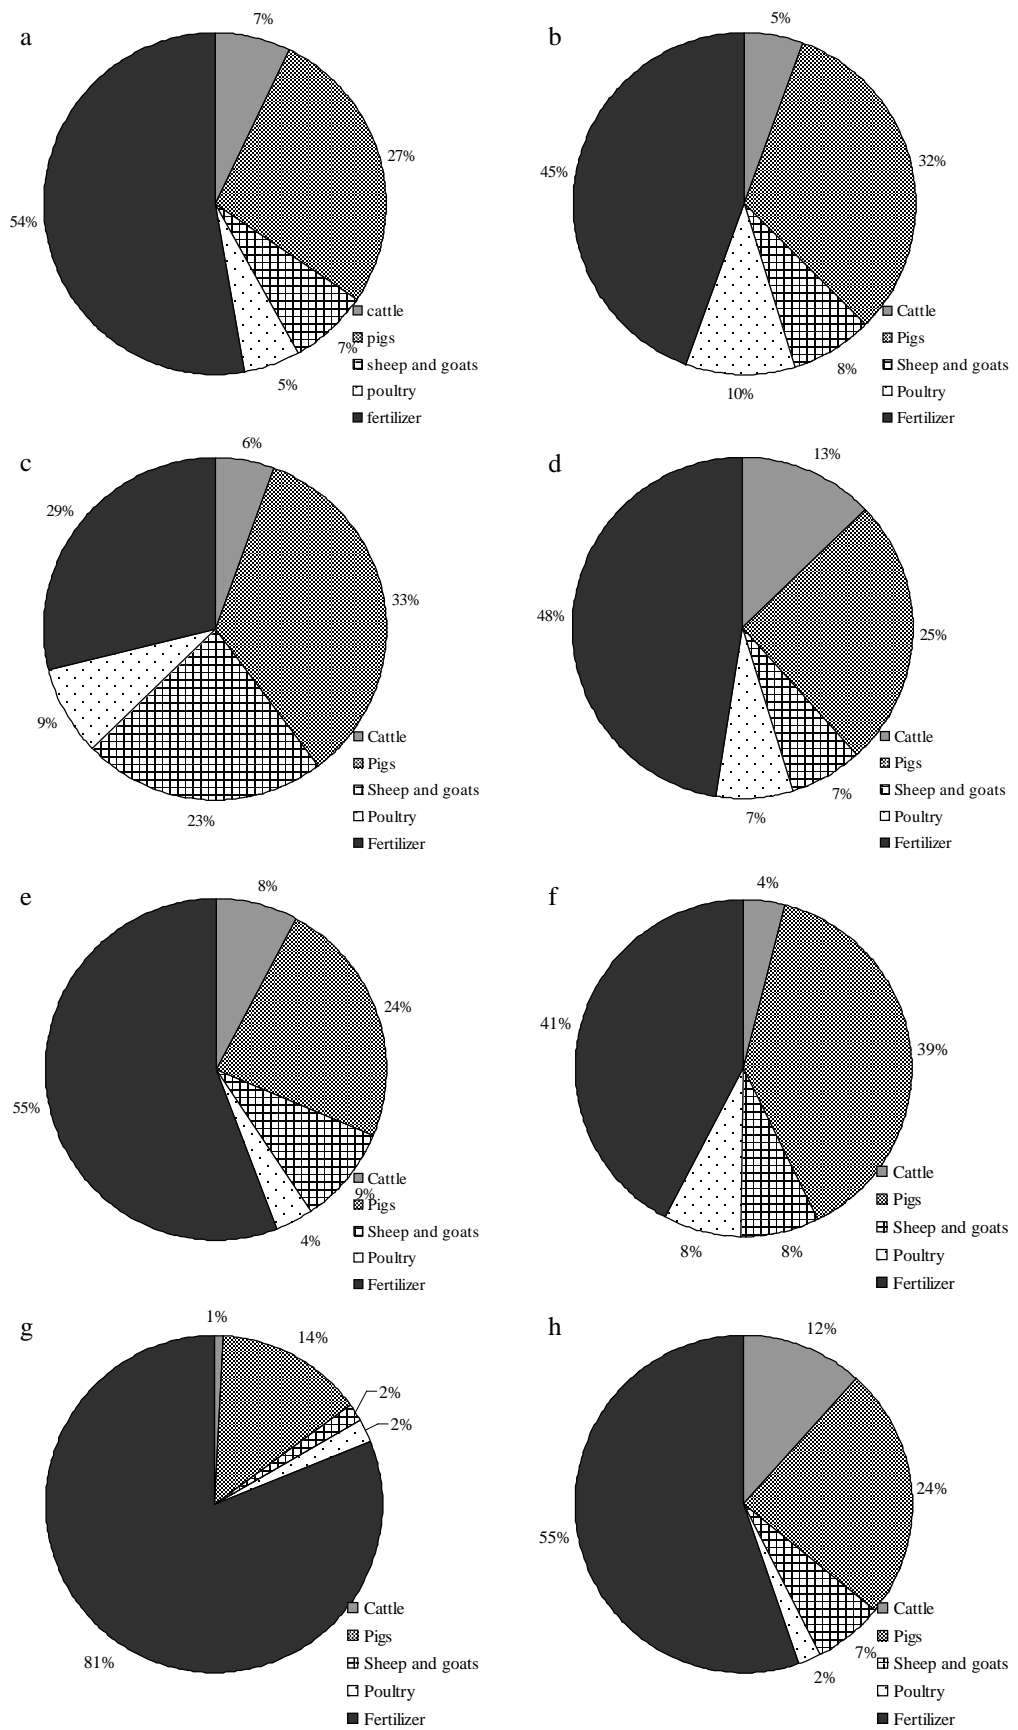 a
7%
27%
54%
7%
5%
cattle
pigs
sheep and goats
poultry
fertilizer
b
5%
32%
45%
8%
10%
Cattle
Pigs
Sheep and goats
Poultry
Fertilizer
c
6%
29%
33%
9%
23%
Cattle
Pigs
Sheep and goats
Poultry
Fertilizer
d
13%
48%
25%
7%
7%
Cattle
Pigs
Sheep and goats
Poultry
Fertilizer
e
8%
24%
55%
9%
4%
Cattle
Pigs
Sheep and goats
Poultry
Fertilizer
f
4%
41%
39%
8%
8%
Cattle
Pigs
Sheep and goats
Poultry
Fertilizer
g
1%
14%
2%
2%
81%
Cattle
Pigs
Sheep and goats
Poultry
Fertilizer
h
12%
24%
55%
7%
2%
Cattle
Pigs
Sheep and goats
Poultry
Fertilizer